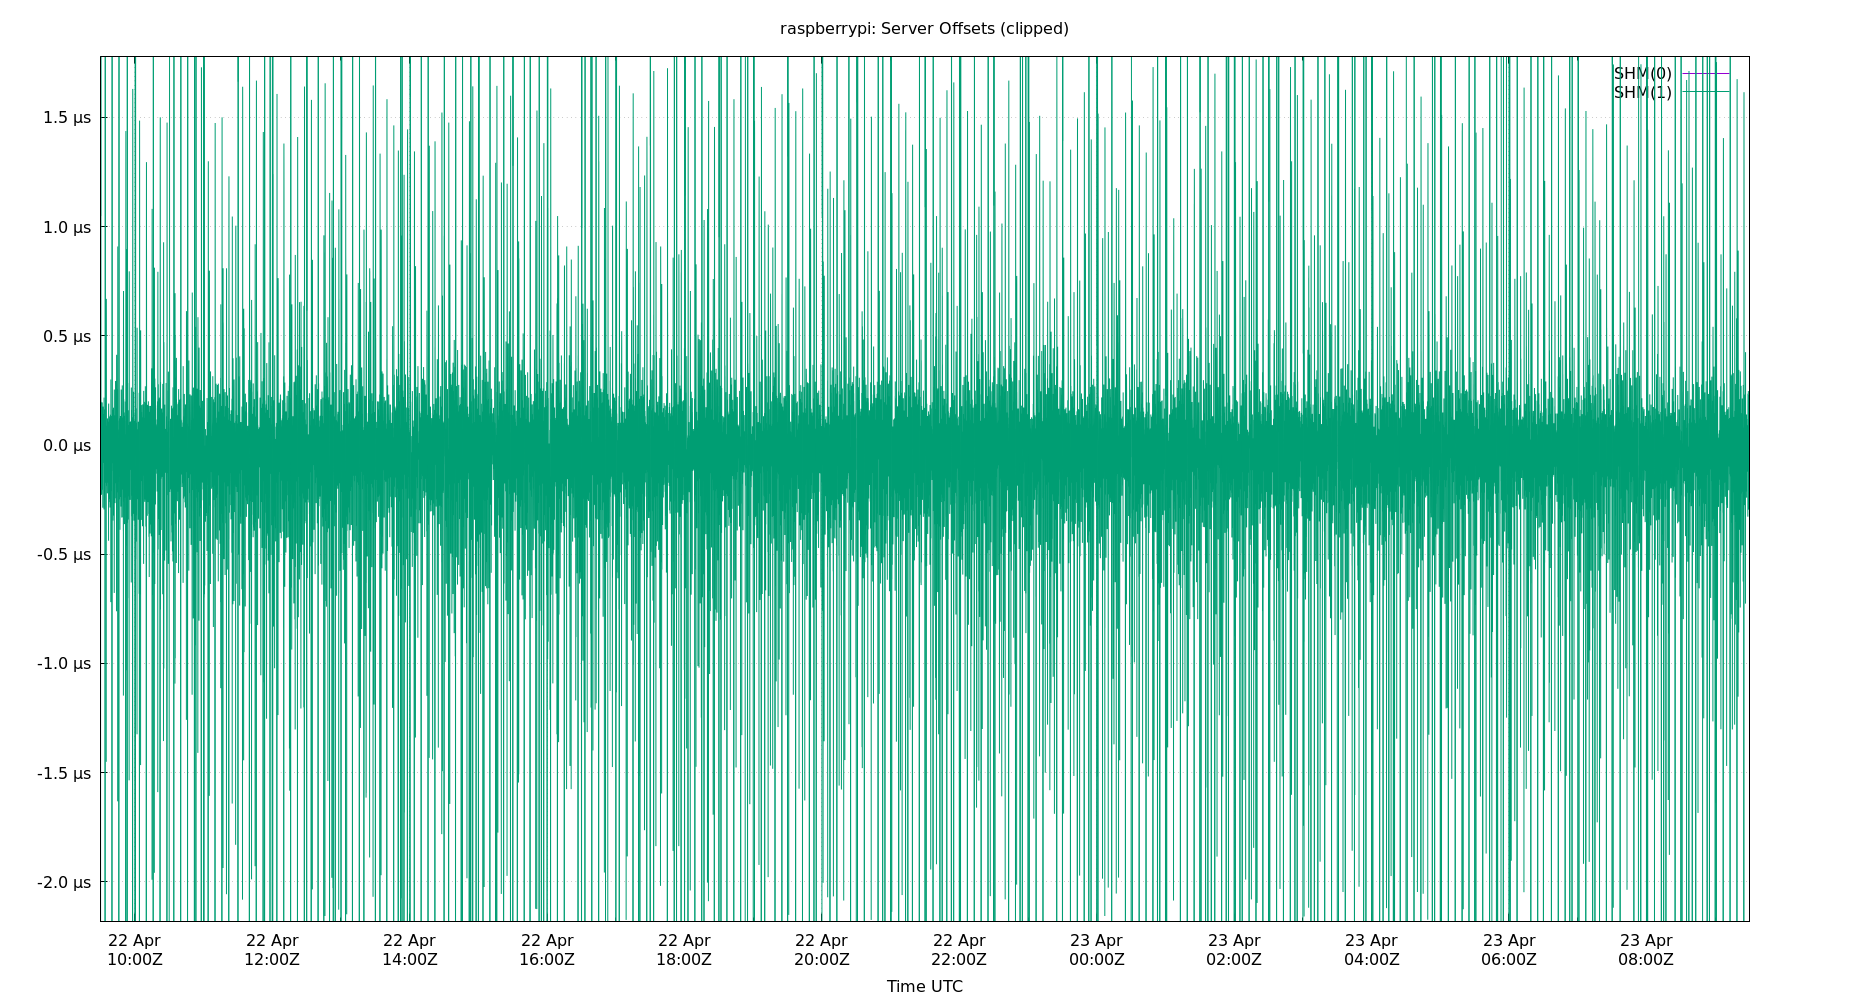 raspberrypi: Server Offsets (clipped)
SHM(0)
SHM(1)
1.5 µs
1.0 µs
0.5 µs
0.0 µs
-0.5 µs
-1.0 µs
-1.5 µs
-2.0 µs
22 Apr 22 Apr 22 Apr 22 Apr 22 Apr 22 Apr 22 Apr 23 Apr 23 Apr 23 Apr 23 Apr 23 Apr
10:00Z 12:00Z 14:00Z 16:00Z 18:00Z 20:00Z 22:00Z 00:00Z 02:00Z 04:00Z 06:00Z 08:00Z
Time UTC